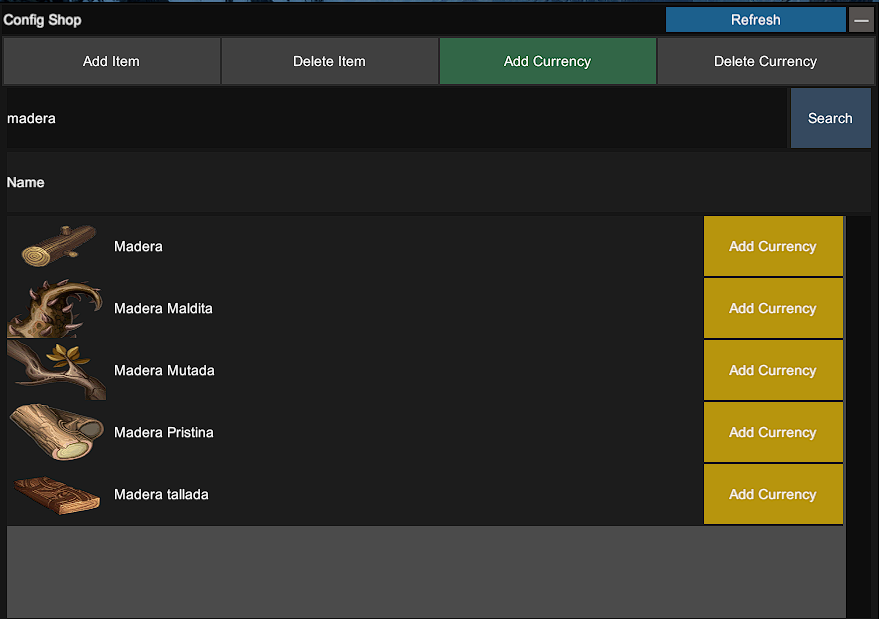 Config Shop
Refresh
Add Item
Delete Item
Add Currency
Delete Currency
madera
Search
Name
Madera
Add Currency
Madera Maldita
Add Currency
Madera Mutada
Add Currency
Madera Pristina
Add Currency
Madera tallada
Add Currency